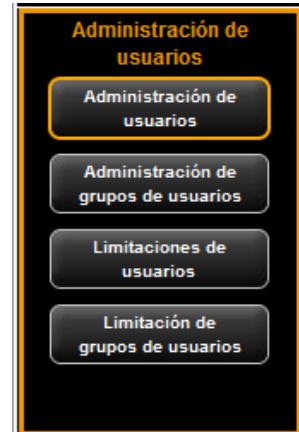 Administración de
usuarios
Administración de
usuarios
Administración de
grupos de usuarios
Limitaciones de
usuarios
Limitación de
grupos de usuarios